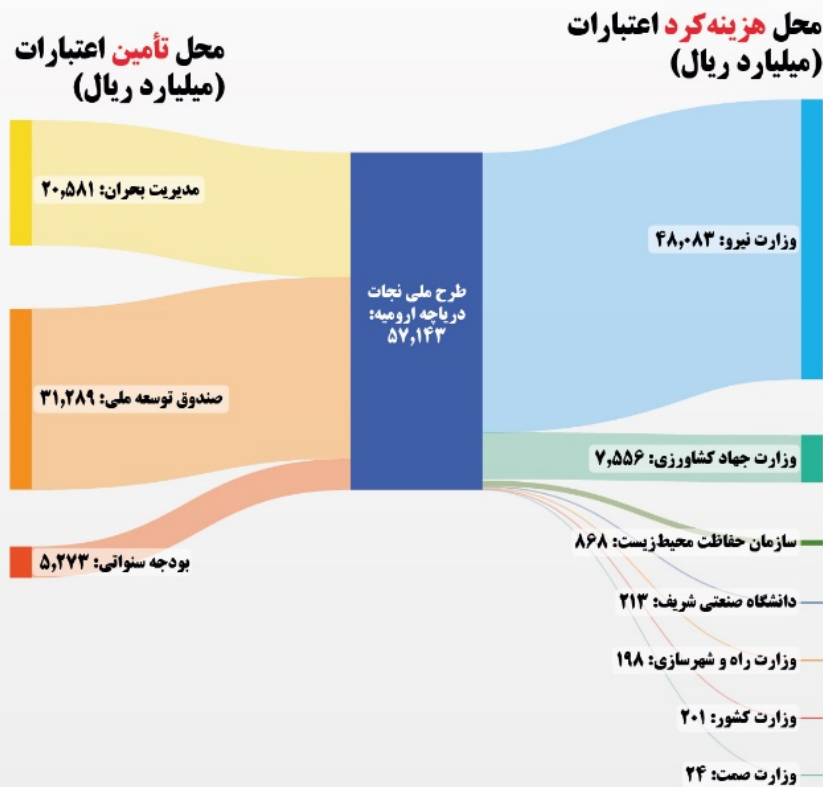 محل هزینه‌کرد اعتبارات
(میلیارد ریال)
محل تأمین اعتبارات
(میلیارد ریال)
مدیریت بحران: ۲۰,۵۸۱
صندوق توسعه ملی: ۳۱,۲۸۹
بودجه سنواتی: ۵,۲۷۳
طرح ملی نجات
دریاچه ارومیه:
۵۷,۱۴۳
وزارت نیرو: ۴۸,۰۸۳
وزارت جهاد کشاورزی: ۷,۵۵۶
سازمان حفاظت محیط‌زیست: ۸۶۸
دانشگاه صنعتی شریف: ۲۱۳
وزارت راه و شهرسازی: ۱۹۸
وزارت کشور: ۲۰۱
وزارت صمت: ۲۴